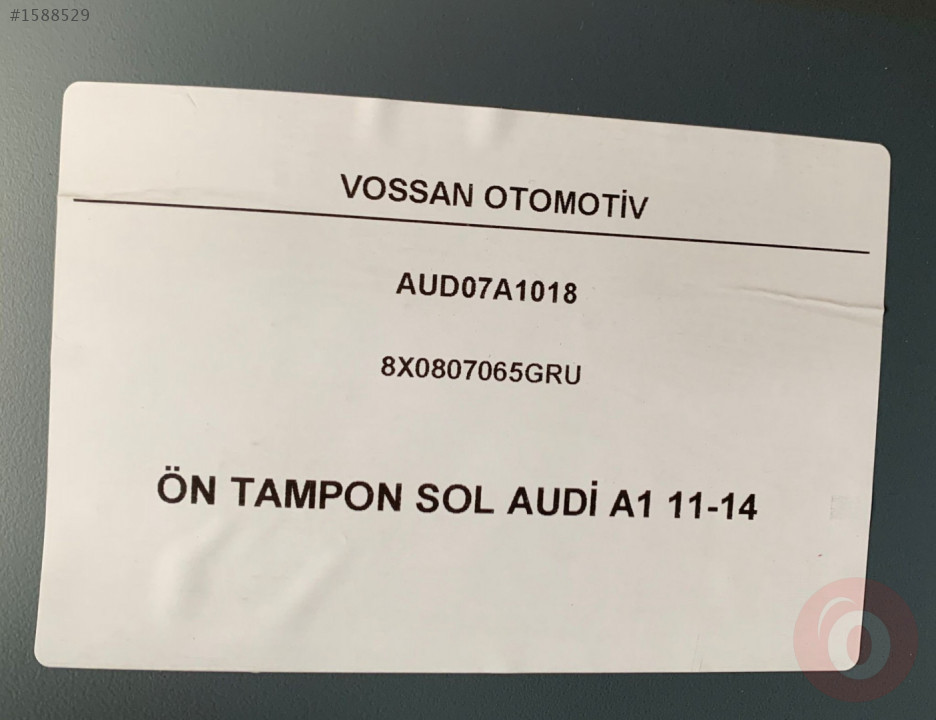 #1588529
VOSSAN OTOMOTİV
AUD07A1018
8X0807065GRU
ÖN TAMPON SOL AUDİ A1 11-14